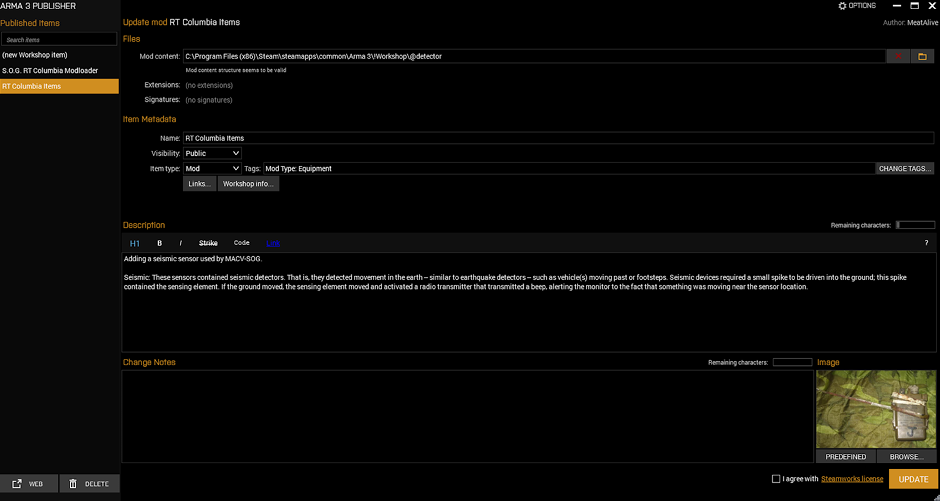 ARMA 3 PUBLISHER
OPTIONS
Published Items
Update mod RT Columbia Items
Author: MeatAlive
Search items
(new Workshop item)
S.O.G. RT Columbia Modloader
RT Columbia Items
Files
Mod content: C:\Program Files (x86)\Steam\steamapps\common\Arma 3\!Workshop\@detector
Mod content structure seems to be valid
Extensions: (no extensions)
Signatures: (no signatures)
Item Metadata
Name: RT Columbia Items
Visibility: Public
Item type: Mod Tags: Mod Type: Equipment CHANGE TAGS...
Links... Workshop info...
Description
Remaining characters:
H1 B I Strike Code Link ?
Adding a seismic sensor used by MACV-SOG.
Seismic: These sensors contained seismic detectors. That is, they detected movement in the earth – similar to earthquake detectors – such as vehicle(s) moving past or footsteps. Seismic devices required a small spike to be driven into the ground; this spike
contained the sensing element. If the ground moved, the sensing element moved and activated a radio transmitter that transmitted a beep, alerting the monitor to the fact that something was moving near the sensor location.
Change Notes
Remaining characters:
Image
PREDEFINED BROWSE...
WEB DELETE
I agree with Steamworks license UPDATE